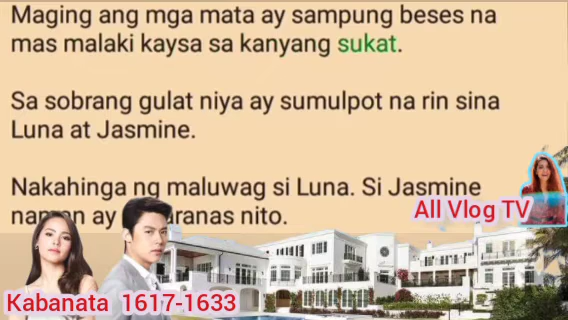 Maging ang mga mata ay sampung beses na
mas malaki kaysa sa kanyang sukat.
Sa sobrang gulat niya ay sumulpot na rin sina
Luna at Jasmine.
Nakahinga ng maluwag si Luna. Si Jasmine
ay nito.
All Vlog TV
Kabanata 1617-1633